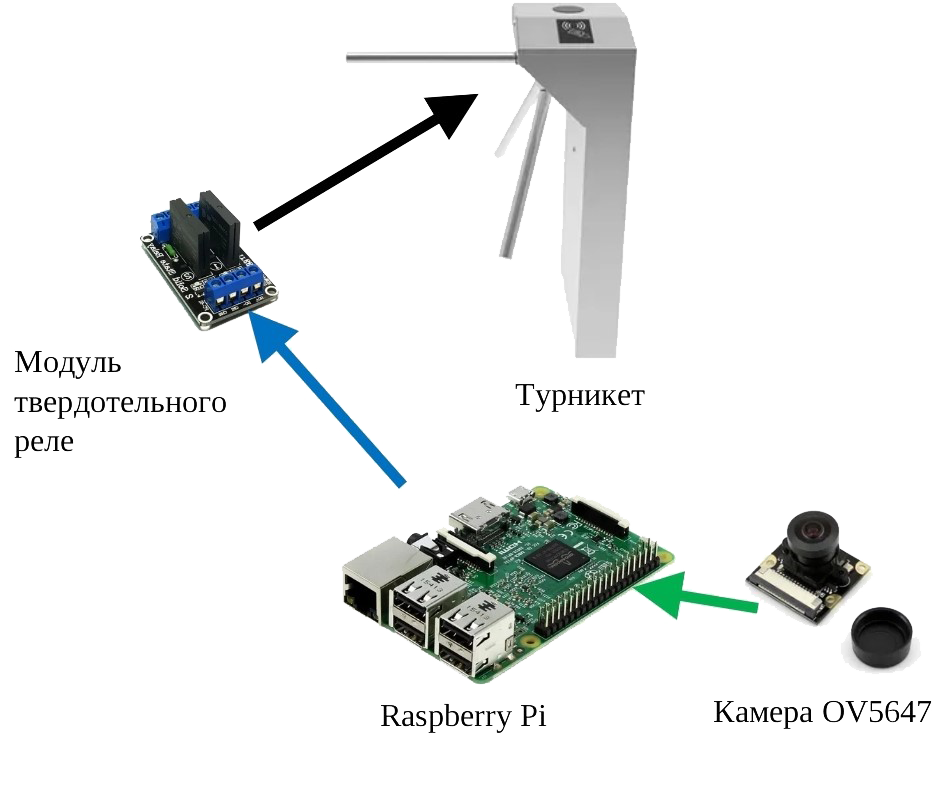 Модуль
твердотельного
реле
Турникет
Raspberry Pi
Камера OV5647